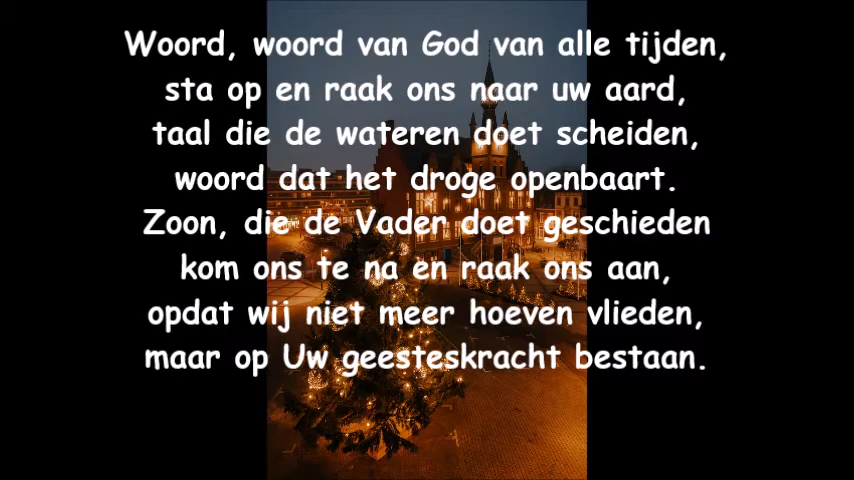 Woord, woord van God van alle tijden,
sta op en raak ons naar uw aard,
taal die de wateren doet scheiden,
woord dat het droge openbaart.
Zoon, die de Vader doet geschieden
kom ons te na en raak ons aan,
opdat wij niet meer hoeven vlieden,
maar op Uw geesteskracht bestaan.